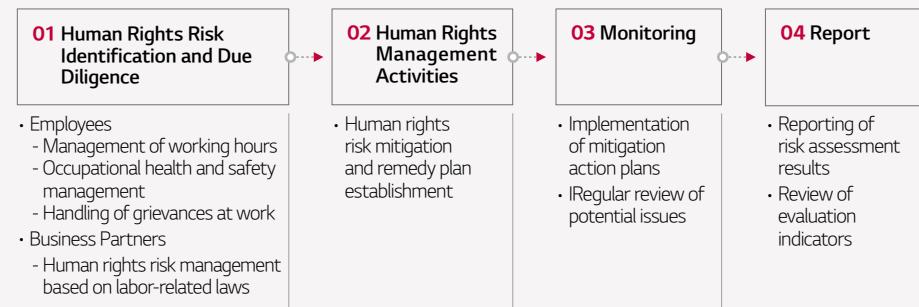 01 Human Rights Risk
Identification and Due
Diligence
• Employees
- Management of working hours
- Occupational health and safety
management
- Handling of grievances at work
• Business Partners
- Human rights risk management
based on labor-related laws
02 Human Rights
Management
Activities
• Human rights
risk mitigation
and remedy plan
establishment
03 Monitoring
• Implementation
of mitigation
action plans
• lRegular review of
potential issues
04 Report
• Reporting of
risk assessment
results
• Review of
evaluation
indicators